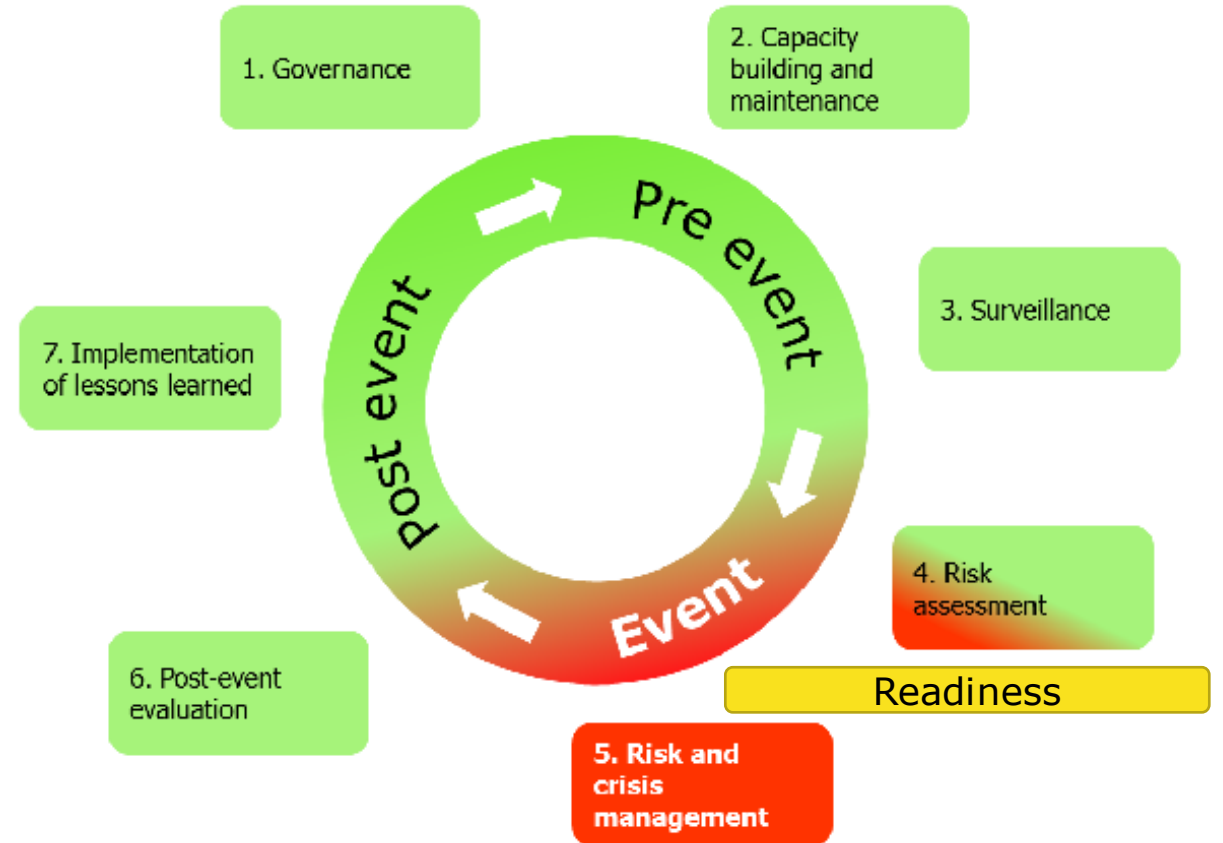 1. Governance
2. Capacity
building and
maintenance
Pre event
3. Surveillance
4. Risk
assessment
Readiness
Event
5. Risk and
crisis
management
6. Post-event
evaluation
Post event
7. Implementation
of lessons learned